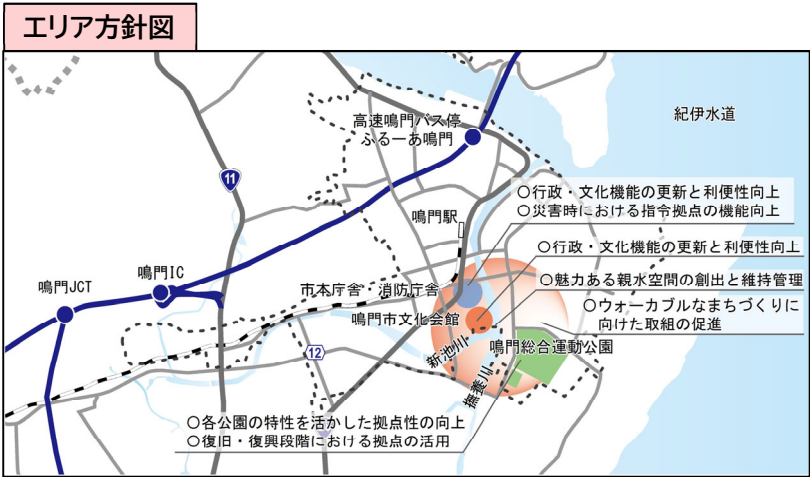 エリア方針図
紀伊水道
高速鳴門バス停
ふるーあ鳴門
11
○行政・文化機能の更新と利便性向上
○災害時における指令拠点の機能向上
鳴門駅
○行政・文化機能の更新と利便性向上
鳴門IC
鳴門JCT
市本庁舎・消防庁舎
○魅力ある親水空間の創出と維持管理
鳴門市文化会館
○ウォーカブルなまちづくりに
向けた取組の促進
12
新池川
鳴門総合運動公園
撫養川
○各公園の特性を活かした拠点性の向上
○復旧・復興段階における拠点の活用